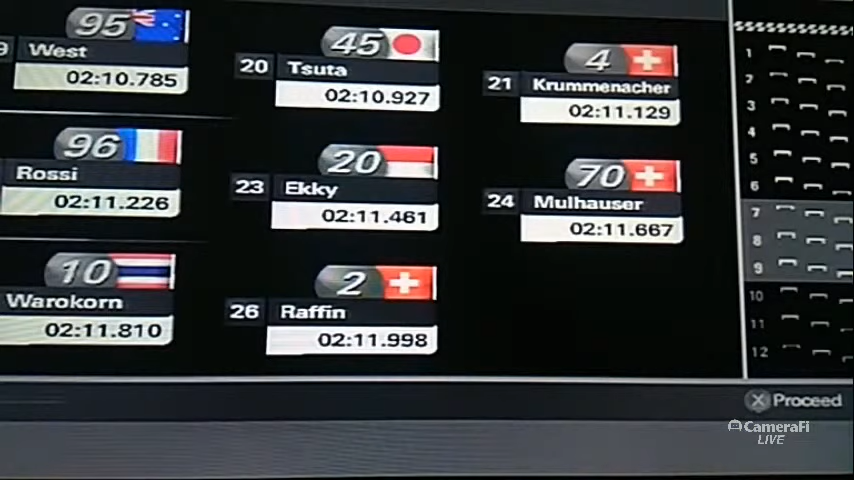 95
9 West
02:10.785
45
20 Tsuta
02:10.927
4
21 Krummenacher
02:11.129
96
Rossi
02:11.226
20
23 Ekky
02:11.461
70
24 Mulhauser
02:11.667
10
Warokorn
02:11.810
2
26 Raffin
02:11.998
1
2
3
4
5
6
7
8
9
10
11
12
X Proceed
CameraFi
LIVE